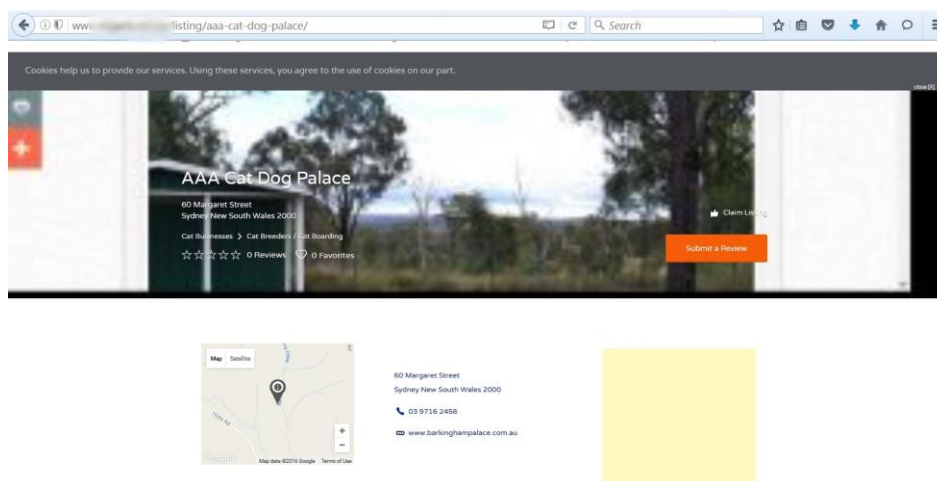 www. /listing/aaa-cat-dog-palace/
Search
Cookies help us to provide our services. Using these services, you agree to the use of cookies on our part.
close [X]
AAA Cat Dog Palace
60 Margaret Street
Sydney New South Wales 2000
Claim Listing
Cat Businesses > Cat Breeders / Cat Boarding
Submit a Review
0 Reviews 0 Favorites
Map Satellite
60 Margaret Street
Sydney New South Wales 2000
03 9716 2456
www.barkinghampalace.com.au
Map data ©2016 Google Terms of Use